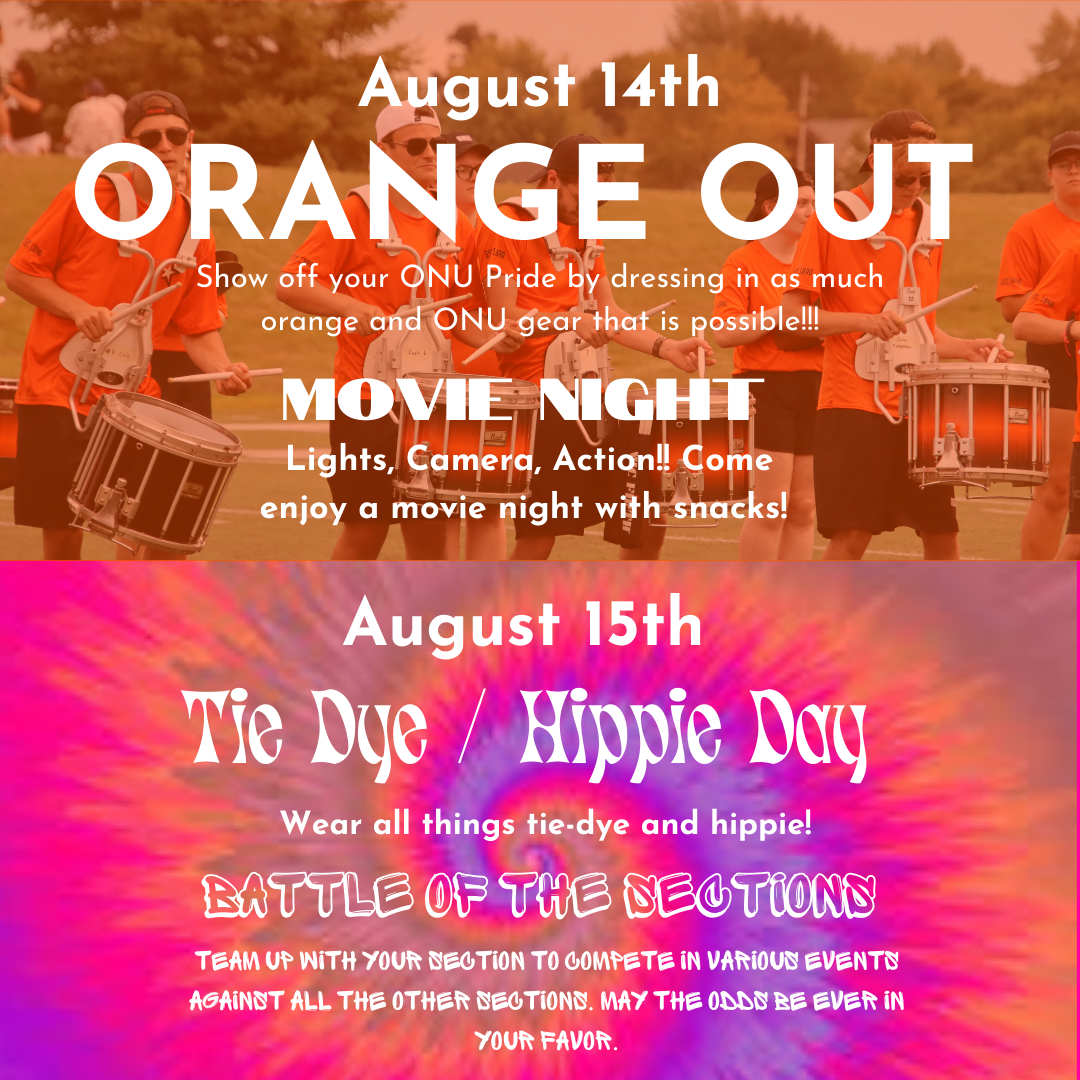 August 14th
ORANGE OUT
Show off your ONU Pride by dressing in as much
orange and ONU gear that is possible!!!
MOVIE NIGHT
Lights, Camera, Action!! Come
enjoy a movie night with snacks!
August 15th
Tie Dye / Hippie Day
Wear all things tie-dye and hippie!
BATTLE OF THE SECTIONS
TEAM UP WITH YOUR SECTION TO COMPETE IN VARIOUS EVENTS
AGAINST ALL THE OTHER SECTIONS. MAY THE ODDS BE EVER IN
YOUR FAVOR.